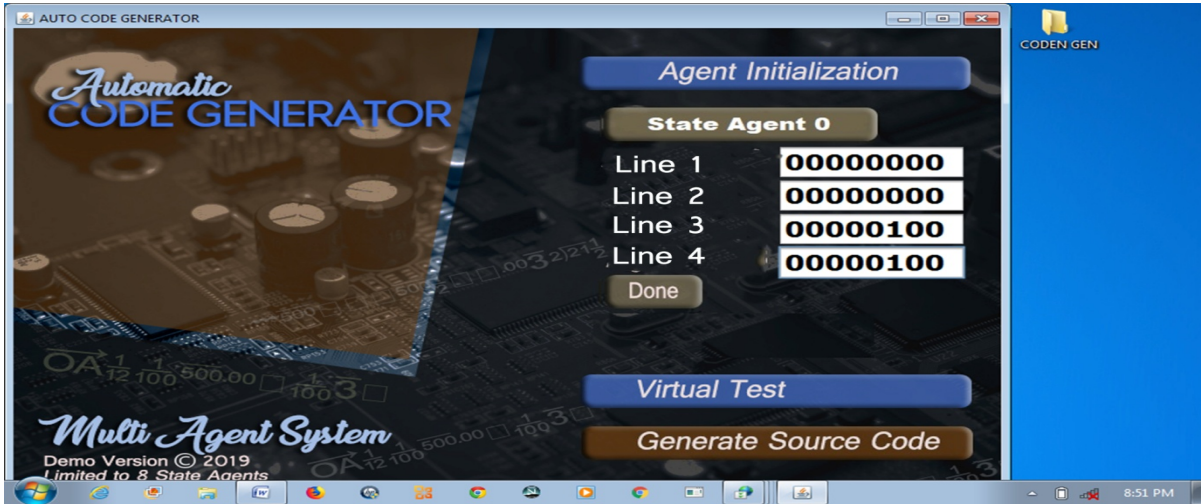 AUTO CODE GENERATOR
CODEN GEN
Automatic
CODE GENERATOR
Agent Initialization
State Agent 0
Line 1 00000000
Line 2 00000000
Line 3 00000100
Line 4 00000100
Done
Virtual Test
Generate Source Code
Multi Agent System
Demo Version © 2019
Limited to 8 State Agents
8:51 PM